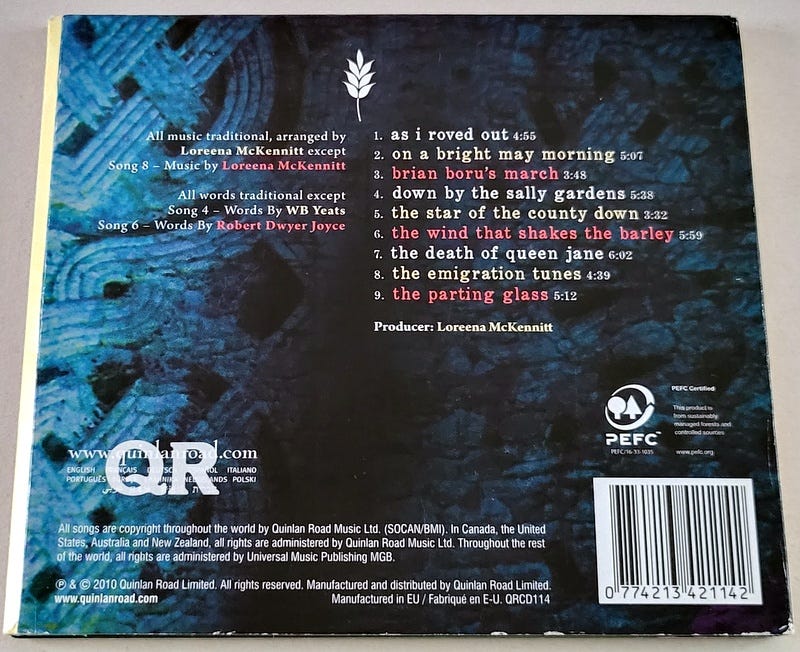 All music traditional, arranged by
Loreena McKennitt except
Song 8 – Music by Loreena McKennitt
All words traditional except
Song 4 – Words By WB Yeats
Song 6 – Words By Robert Dwyer Joyce
1. as i roved out 4:55
2. on a bright may morning 5:07
3. brian boru's march 3:48
4. down by the sally gardens 5:38
5. the star of the county down 3:32
6. the wind that shakes the barley 5:59
7. the death of queen jane 6:02
8. the emigration tunes 4:39
9. the parting glass 5:12
Producer: Loreena McKennitt
PEFC Certified
This product is
from sustainably
managed forests and
controlled sources
www.pefc.org
PEFC™
PEFC/16-33-1035
www.quinlanroad.com
QR
ENGLISH FRANÇAIS ITALIANO
PORTUGUÊS POLSKI
All songs are copyright throughout the world by Quinlan Road Music Ltd. (SOCAN/BMI). In Canada, the United
States, Australia and New Zealand, all rights are administered by Quinlan Road Music Ltd. Throughout the rest
of the world, all rights are administered by Universal Music Publishing MGB.
℗ & © 2010 Quinlan Road Limited. All rights reserved. Manufactured and distributed by Quinlan Road Limited.
www.quinlanroad.com Manufactured in EU / Fabriqué en E-U. QRCD114
0 774213 421142